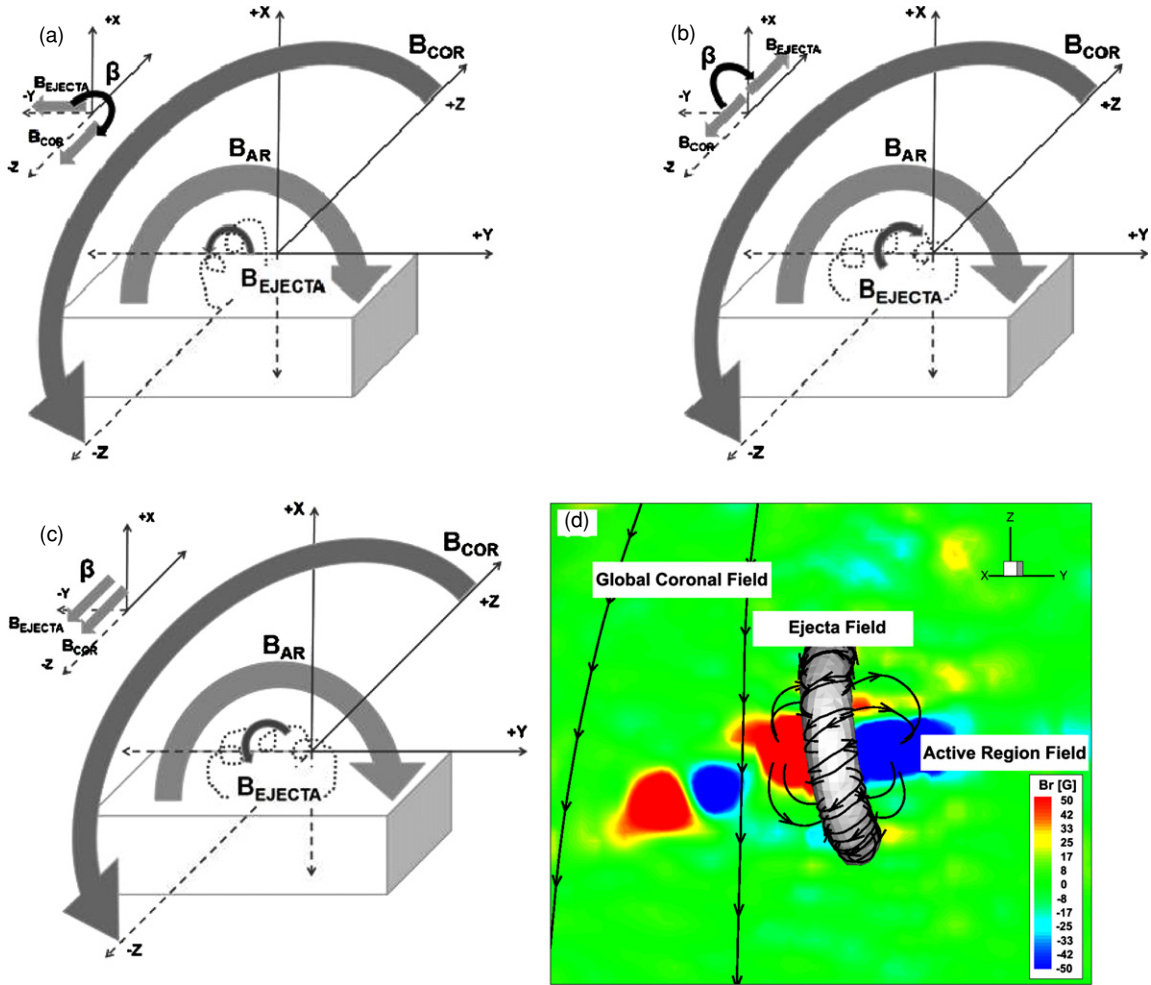 (a)
+X
BCOR
BEJECTA
β
-Y
BCOR
-Z
+Z
BAR
+Y
BEJECTA
-Z
(b)
+X
BEJECTA
BCOR
β
-Y
BCOR
-Z
+Z
BAR
+Y
BEJECTA
-Z
(c)
+X
+X
BCOR
β
-Y
BEJECTA
BCOR
-Z
+Z
BAR
+Y
BEJECTA
-Z
(d)
Z
X
Y
Global Coronal Field
Ejecta Field
Active Region Field
Br [G]
50
42
33
25
17
8
0
-8
-17
-25
-33
-42
-50
+X
+X